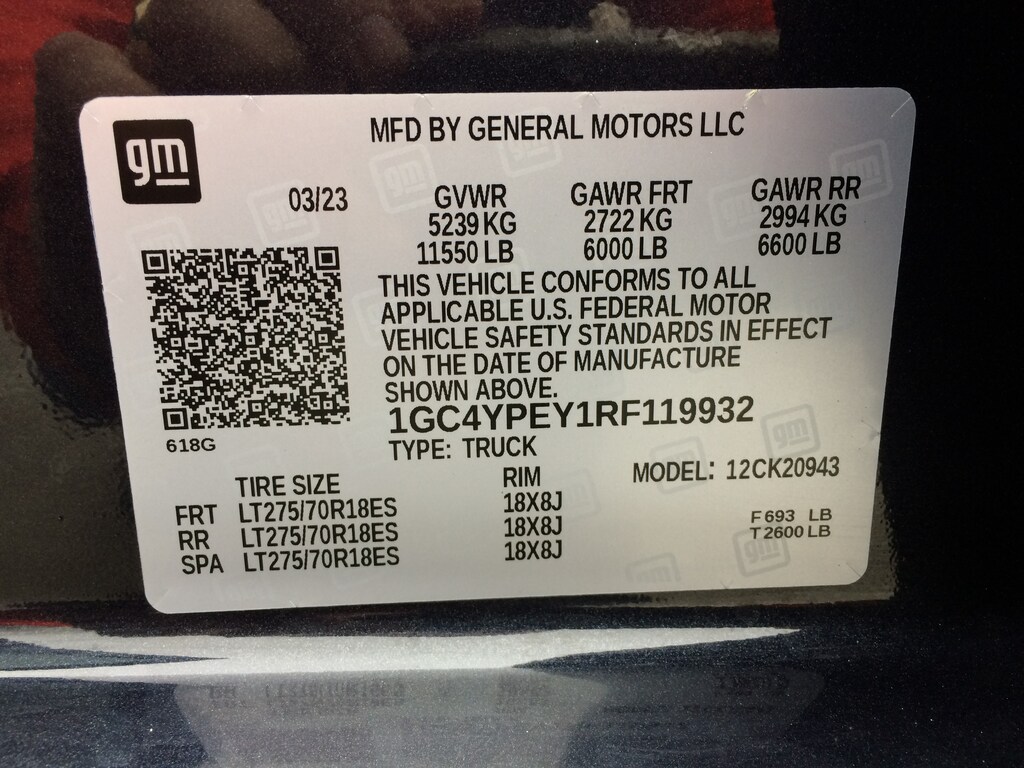 gm
MFD BY GENERAL MOTORS LLC
03/23
GVWR GAWR FRT GAWR RR
5239 KG 2722 KG 2994 KG
11550 LB 6000 LB 6600 LB
THIS VEHICLE CONFORMS TO ALL
APPLICABLE U.S. FEDERAL MOTOR
VEHICLE SAFETY STANDARDS IN EFFECT
ON THE DATE OF MANUFACTURE
SHOWN ABOVE.
1GC4YPEY1RF119932
618G
TYPE: TRUCK
TIRE SIZE RIM MODEL: 12CK20943
FRT LT275/70R18ES 18X8J
RR LT275/70R18ES 18X8J
SPA LT275/70R18ES 18X8J
F 693 LB
T 2600 LB